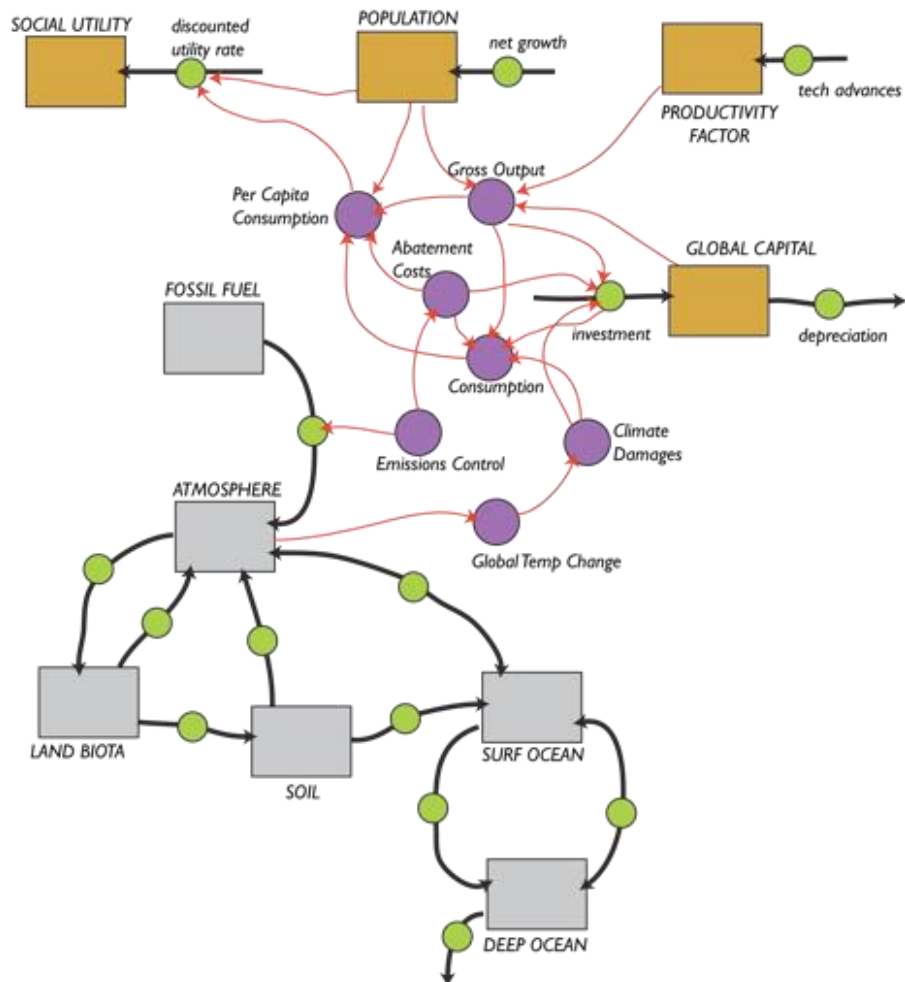 SOCIAL UTILITY
discounted
utility rate
POPULATION
net growth
tech advances
PRODUCTIVITY
FACTOR
Gross Output
Per Capita
Consumption
Abatement
Costs
GLOBAL CAPITAL
FOSSIL FUEL
investment
depreciation
Consumption
Climate
Damages
Emissions Control
ATMOSPHERE
Global Temp Change
LAND BIOTA
SURF OCEAN
SOIL
DEEP OCEAN